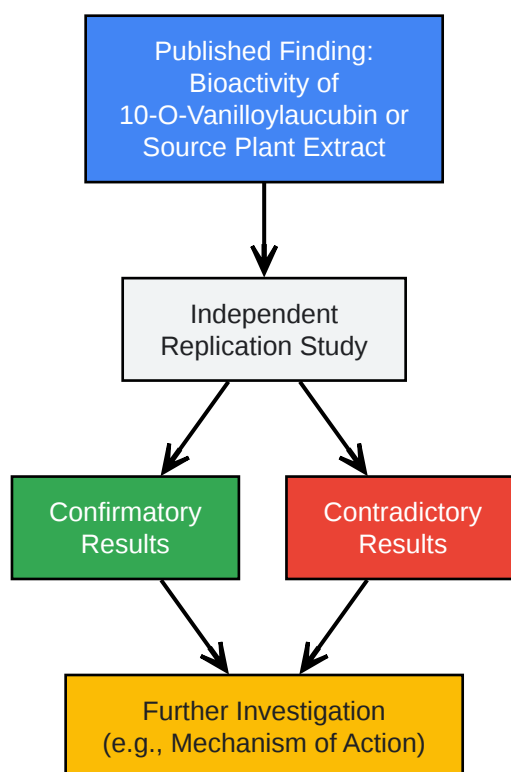 Published Finding:
Bioactivity of
10-O-Vanilloylaucubin or
Source Plant Extract
Independent
Replication Study
Confirmatory
Results
Contradictory
Results
Further Investigation
(e.g., Mechanism of Action)